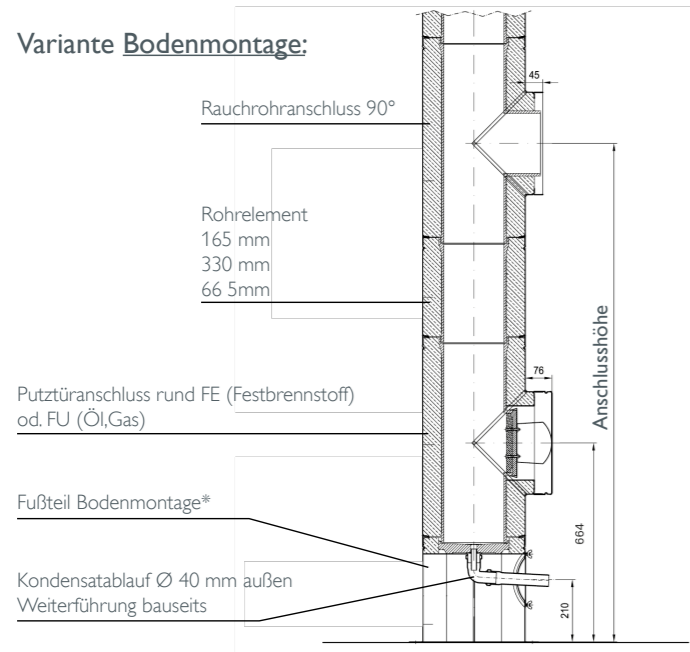 Variante Bodenmontage:
45
Rauchrohranschluss 90°
Rohrelement
165 mm
330 mm
66 5mm
Anschlusshöhe
76
Putztüranschluss rund FE (Festbrennstoff)
od. FU (Öl,Gas)
Fußteil Bodenmontage*
664
Kondensatablauf Ø 40 mm außen
Weiterführung bauseits
210